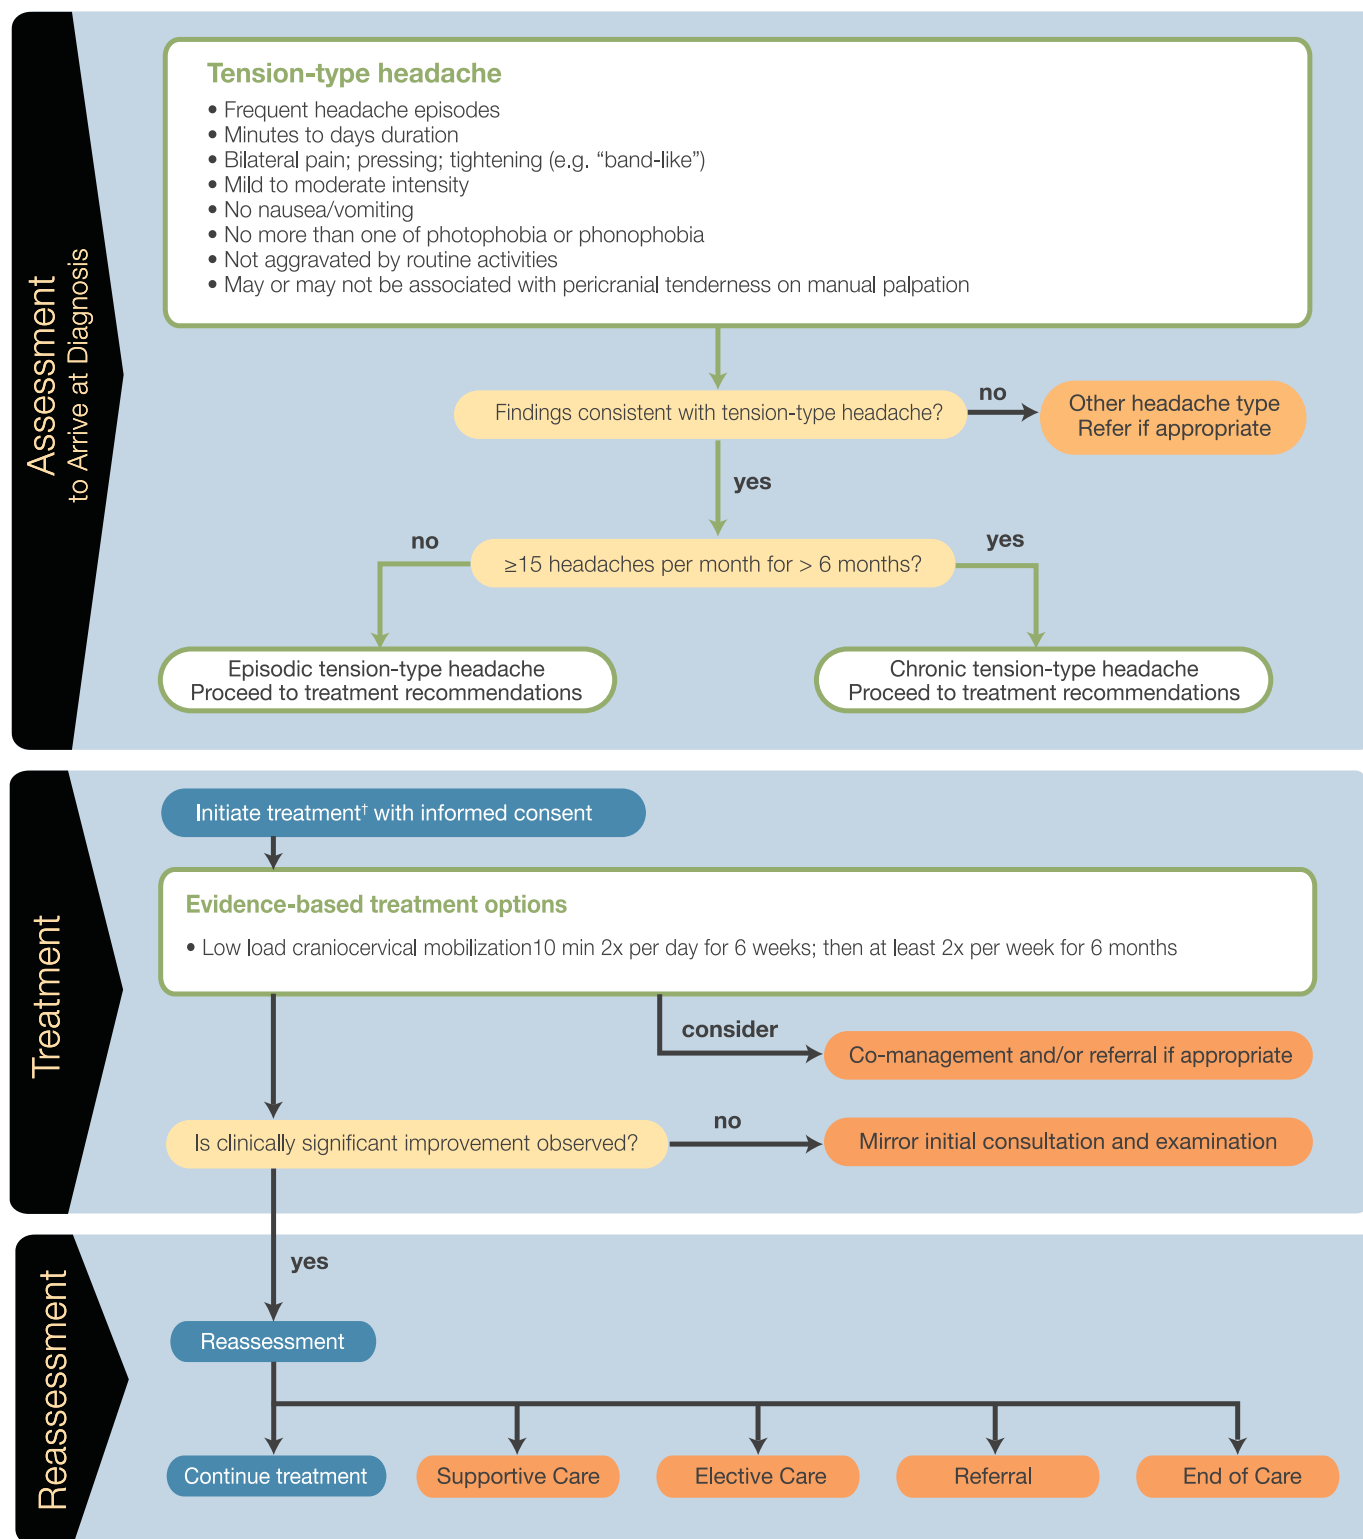 Assessment
to Arrive at Diagnosis
Tension-type headache
• Frequent headache episodes
• Minutes to days duration
• Bilateral pain; pressing; tightening (e.g. “band-like”)
• Mild to moderate intensity
• No nausea/vomiting
• No more than one of photophobia or phonophobia
• Not aggravated by routine activities
• May or may not be associated with pericranial tenderness on manual palpation
Findings consistent with tension-type headache?
no
Other headache type
Refer if appropriate
yes
no
≥15 headaches per month for > 6 months?
yes
Episodic tension-type headache
Proceed to treatment recommendations
Chronic tension-type headache
Proceed to treatment recommendations
Treatment
Initiate treatment† with informed consent
Evidence-based treatment options
• Low load craniocervical mobilization10 min 2x per day for 6 weeks; then at least 2x per week for 6 months
consider
Co-management and/or referral if appropriate
Is clinically significant improvement observed?
no
Mirror initial consultation and examination
yes
Reassessment
Reassessment
Continue treatment
Supportive Care
Elective Care
Referral
End of Care